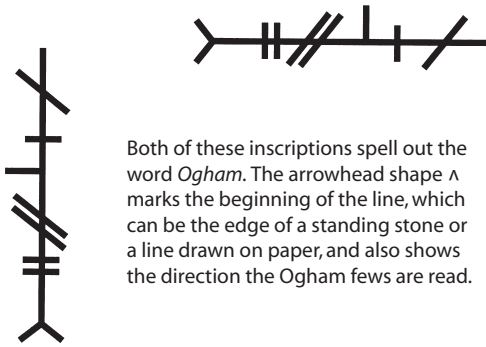 ᚛ᚑᚌᚆᚐᚋ
᚛ᚑᚌᚆᚐᚋ
Both of these inscriptions spell out the
word Ogham. The arrowhead shape ʌ
marks the beginning of the line, which
can be the edge of a standing stone or
a line drawn on paper, and also shows
the direction the Ogham fews are read.